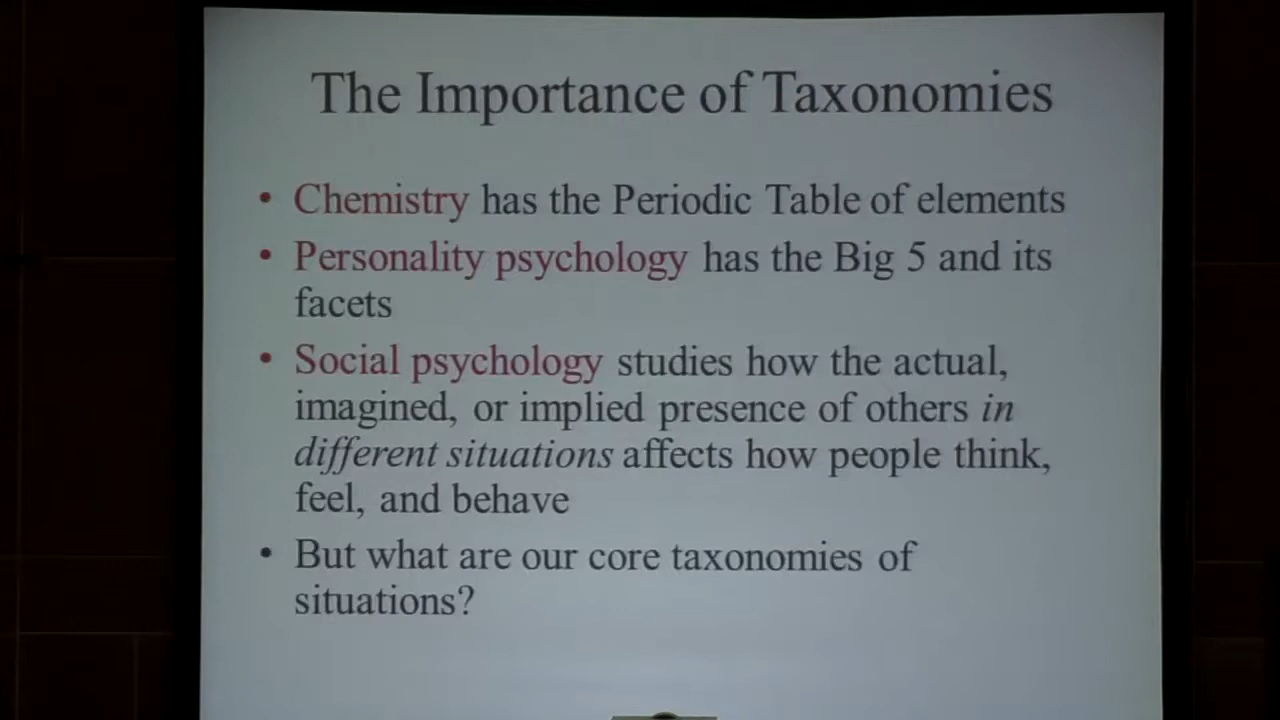 The Importance of Taxonomies
• Chemistry has the Periodic Table of elements
• Personality psychology has the Big 5 and its
facets
• Social psychology studies how the actual,
imagined, or implied presence of others in
different situations affects how people think,
feel, and behave
• But what are our core taxonomies of
situations?